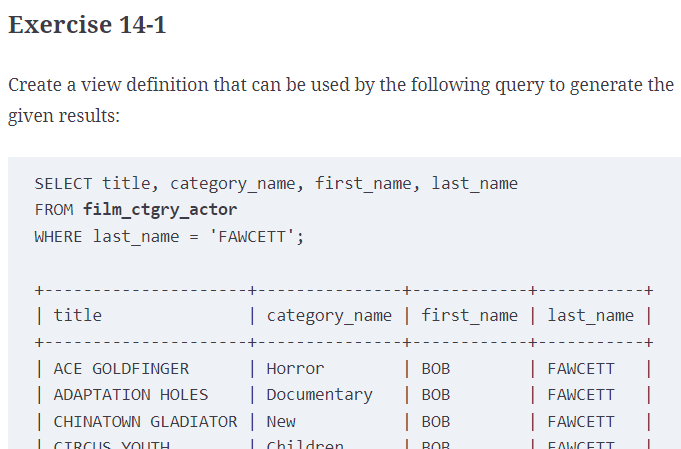 Exercise 14-1
Create a view definition that can be used by the following query to generate the
given results:
SELECT title, category_name, first_name, last_name
FROM film_ctgry_actor
WHERE last_name = 'FAWCETT';
+---------------------+---------------+------------+-----------+
| title               | category_name | first_name | last_name |
+---------------------+---------------+------------+-----------+
| ACE GOLDFINGER      | Horror        | BOB        | FAWCETT   |
| ADAPTATION HOLES    | Documentary   | BOB        | FAWCETT   |
| CHINATOWN GLADIATOR | New           | BOB        | FAWCETT   |
| CIRCUS YOUTH        | Children      | BOB        | FAWCETT   |